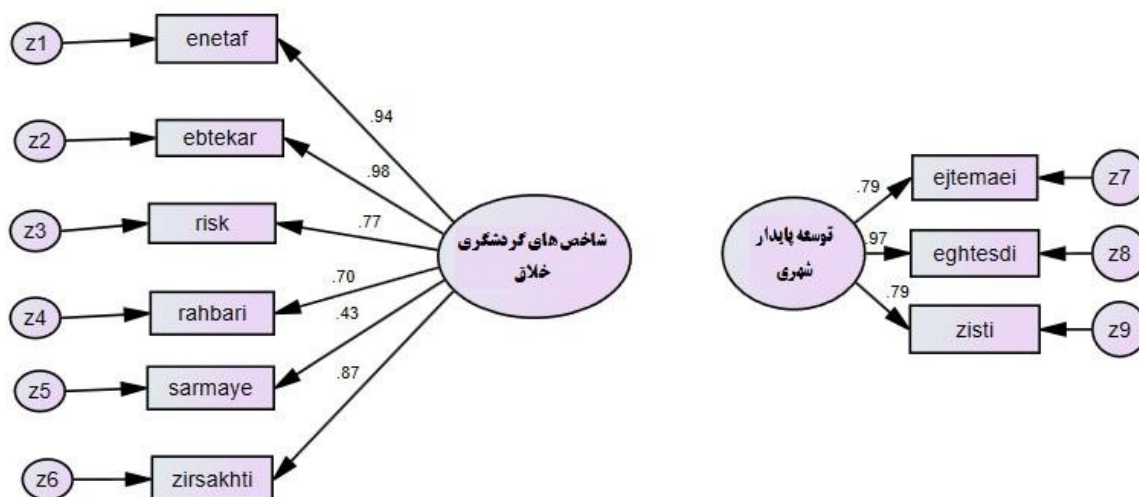 z1
enetaf
.94
z2
ebtekar
.98
z3
risk
.77
z4
rahbari
.70
z5
sarmaye
.43
z6
zirsakhti
.87
شاخص های گردشگری
خلاق
توسعه پایدار
شهری
.79
ejtemaei
z7
.97
eghtesdi
z8
.79
zisti
z9